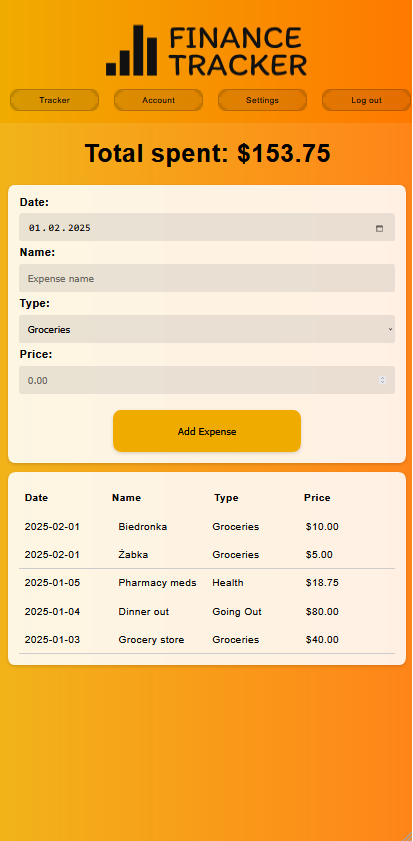 FINANCE
TRACKER
Tracker Account Settings Log out
Total spent: $153.75
Date:
01.02.2025
Name:
Expense name
Type:
Groceries
Price:
0.00
Add Expense
Date Name Type Price
2025-02-01 Biedronka Groceries $10.00
2025-02-01 Żabka Groceries $5.00
2025-01-05 Pharmacy meds Health $18.75
2025-01-04 Dinner out Going Out $80.00
2025-01-03 Grocery store Groceries $40.00